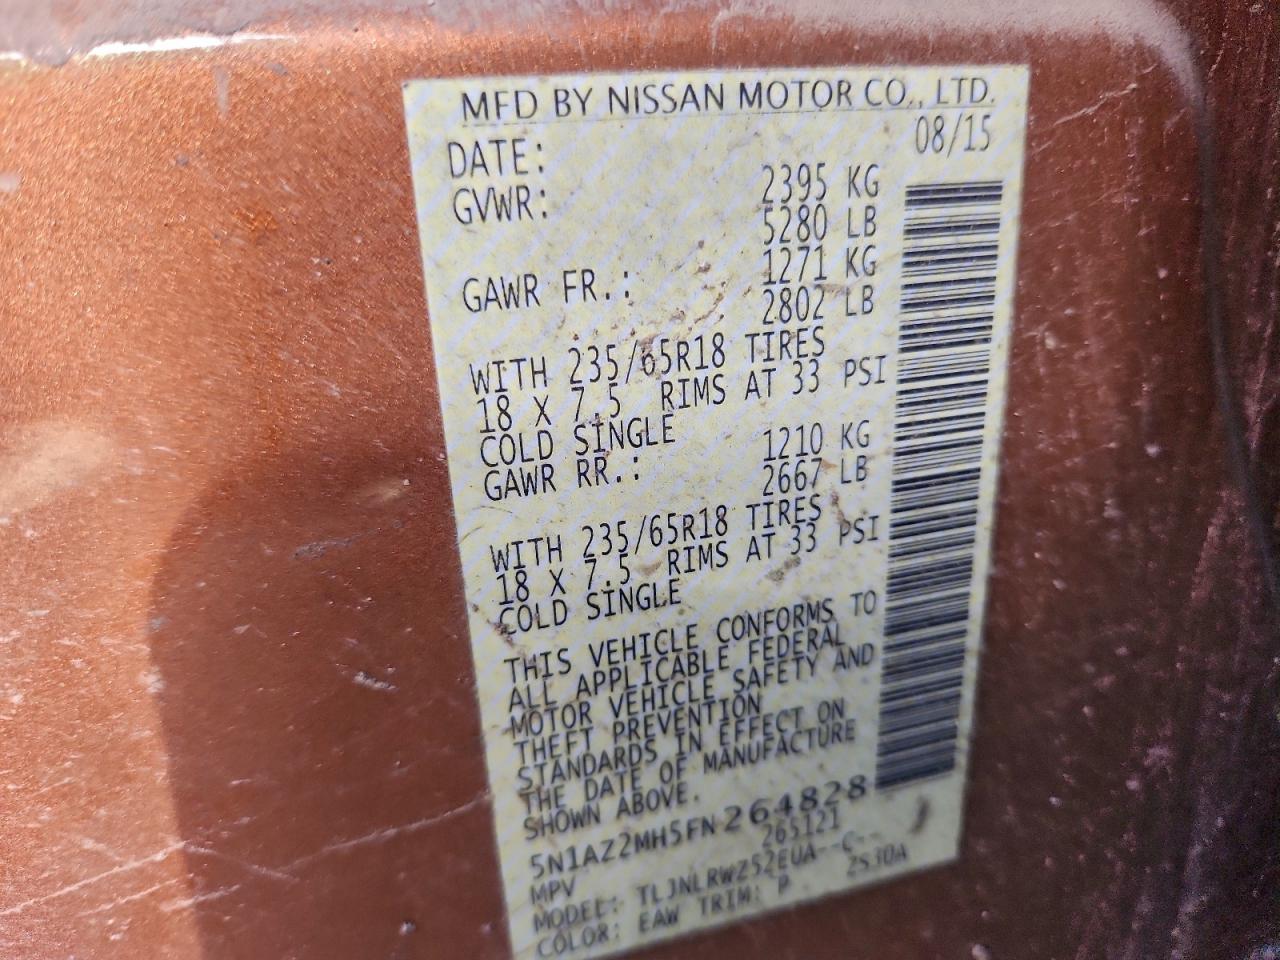 MFD BY NISSAN MOTOR CO., LTD.
DATE: 08/15
GVWR: 2395 KG
5280 LB
GAWR FR.: 1271 KG
2802 LB
WITH 235/65R18 TIRES
18 X 7.5 RIMS AT 33 PSI
COLD SINGLE
GAWR RR.: 1210 KG
2667 LB
WITH 235/65R18 TIRES
18 X 7.5 RIMS AT 33 PSI
COLD SINGLE
THIS VEHICLE CONFORMS TO
ALL APPLICABLE FEDERAL
MOTOR VEHICLE SAFETY AND
THEFT PREVENTION
STANDARDS IN EFFECT ON
THE DATE OF MANUFACTURE
SHOWN ABOVE.
5N1AZ2MH5FN264828
MPV 265121
MODEL: TLJNLRWZ52EUA--C--
COLOR: EAW TRIM: P 2S30A